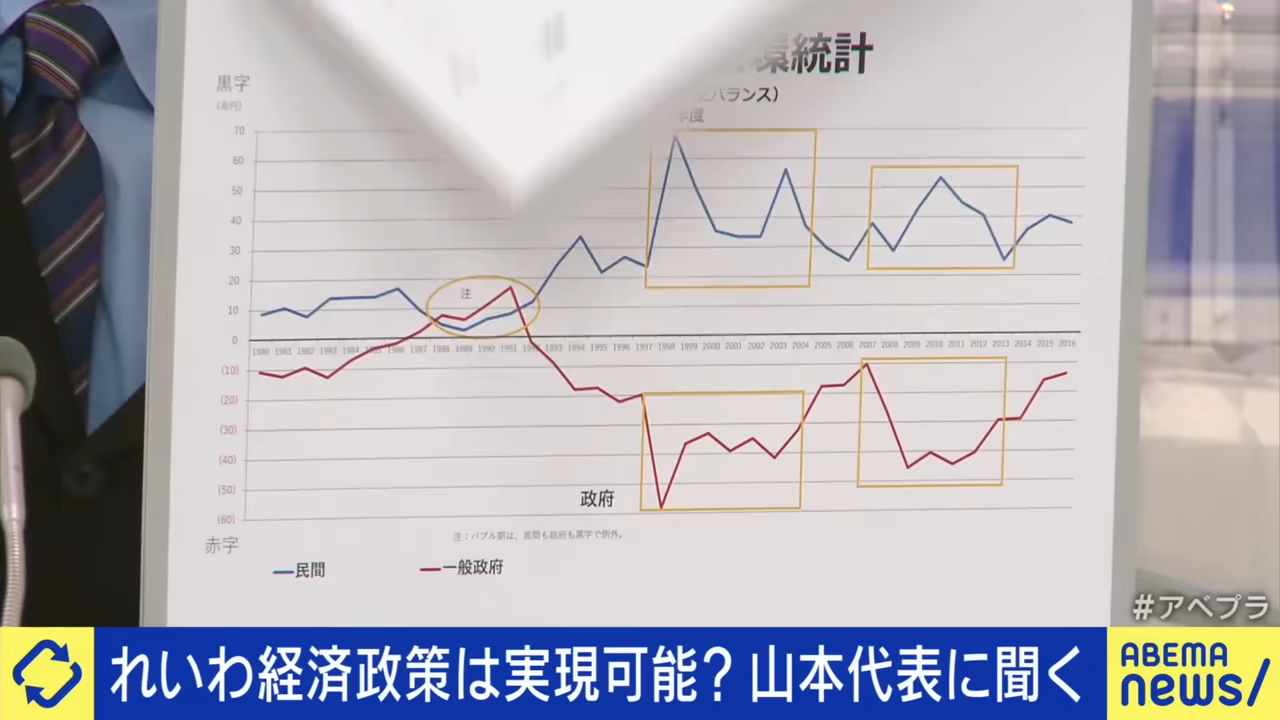 環統計
バランス）
年度
黒字
(兆円)
70
60
50
40
30
20
10
0
(10)
(20)
(30)
(40)
(50)
(60)
注
1980 1981 1982 1983 1984 1985 1986 1987 1988 1989 1990 1991 1992 1993 1994 1995 1996 1997 1998 1999 2000 2001 2002 2003 2004 2005 2006 2007 2008 2009 2010 2011 2012 2013 2014 2015 2016
政府
赤字
注：バブル期は、民間も政府も黒字で例外。
民間
一般政府
#アベプラ
れいわ経済政策は実現可能？山本代表に聞く
ABEMA
news/